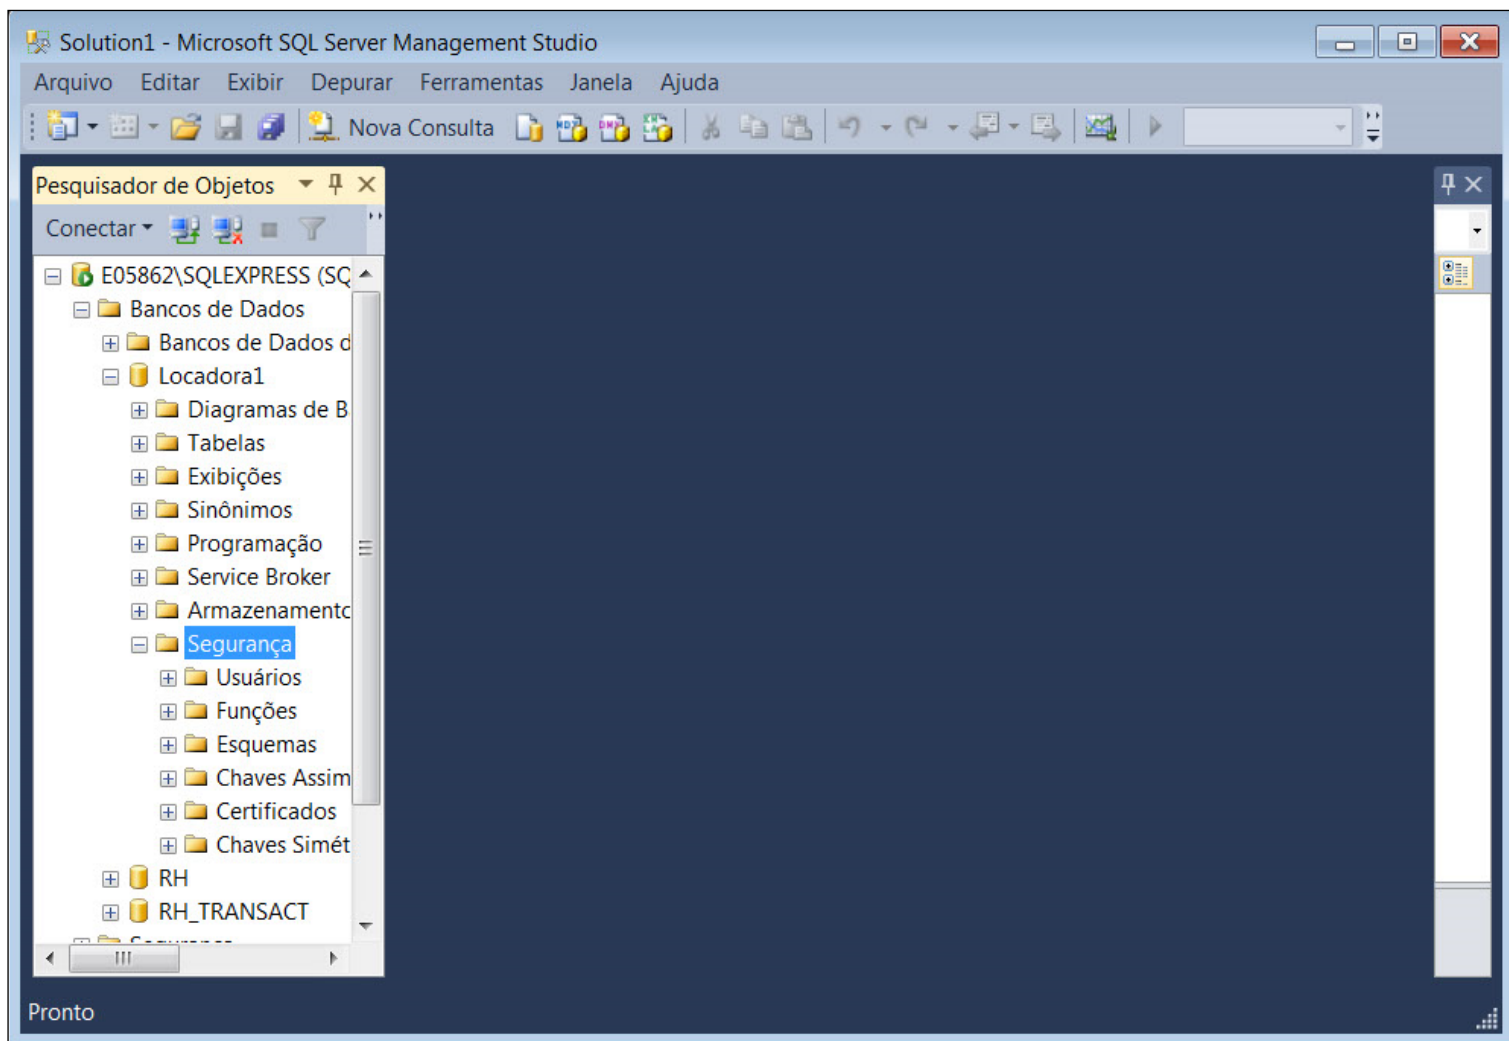 Solution1 - Microsoft SQL Server Management Studio
Arquivo Editar Exibir Depurar Ferramentas Janela Ajuda
Nova Consulta
Pesquisador de Objetos
Conectar
E05862\SQLEXPRESS (SQ
Bancos de Dados
Bancos de Dados d
Locadora1
Diagramas de B
Tabelas
Exibições
Sinônimos
Programação
Service Broker
Armazenamento
Segurança
Usuários
Funções
Esquemas
Chaves Assim
Certificados
Chaves Simét
RH
RH_TRANSACT
Pronto